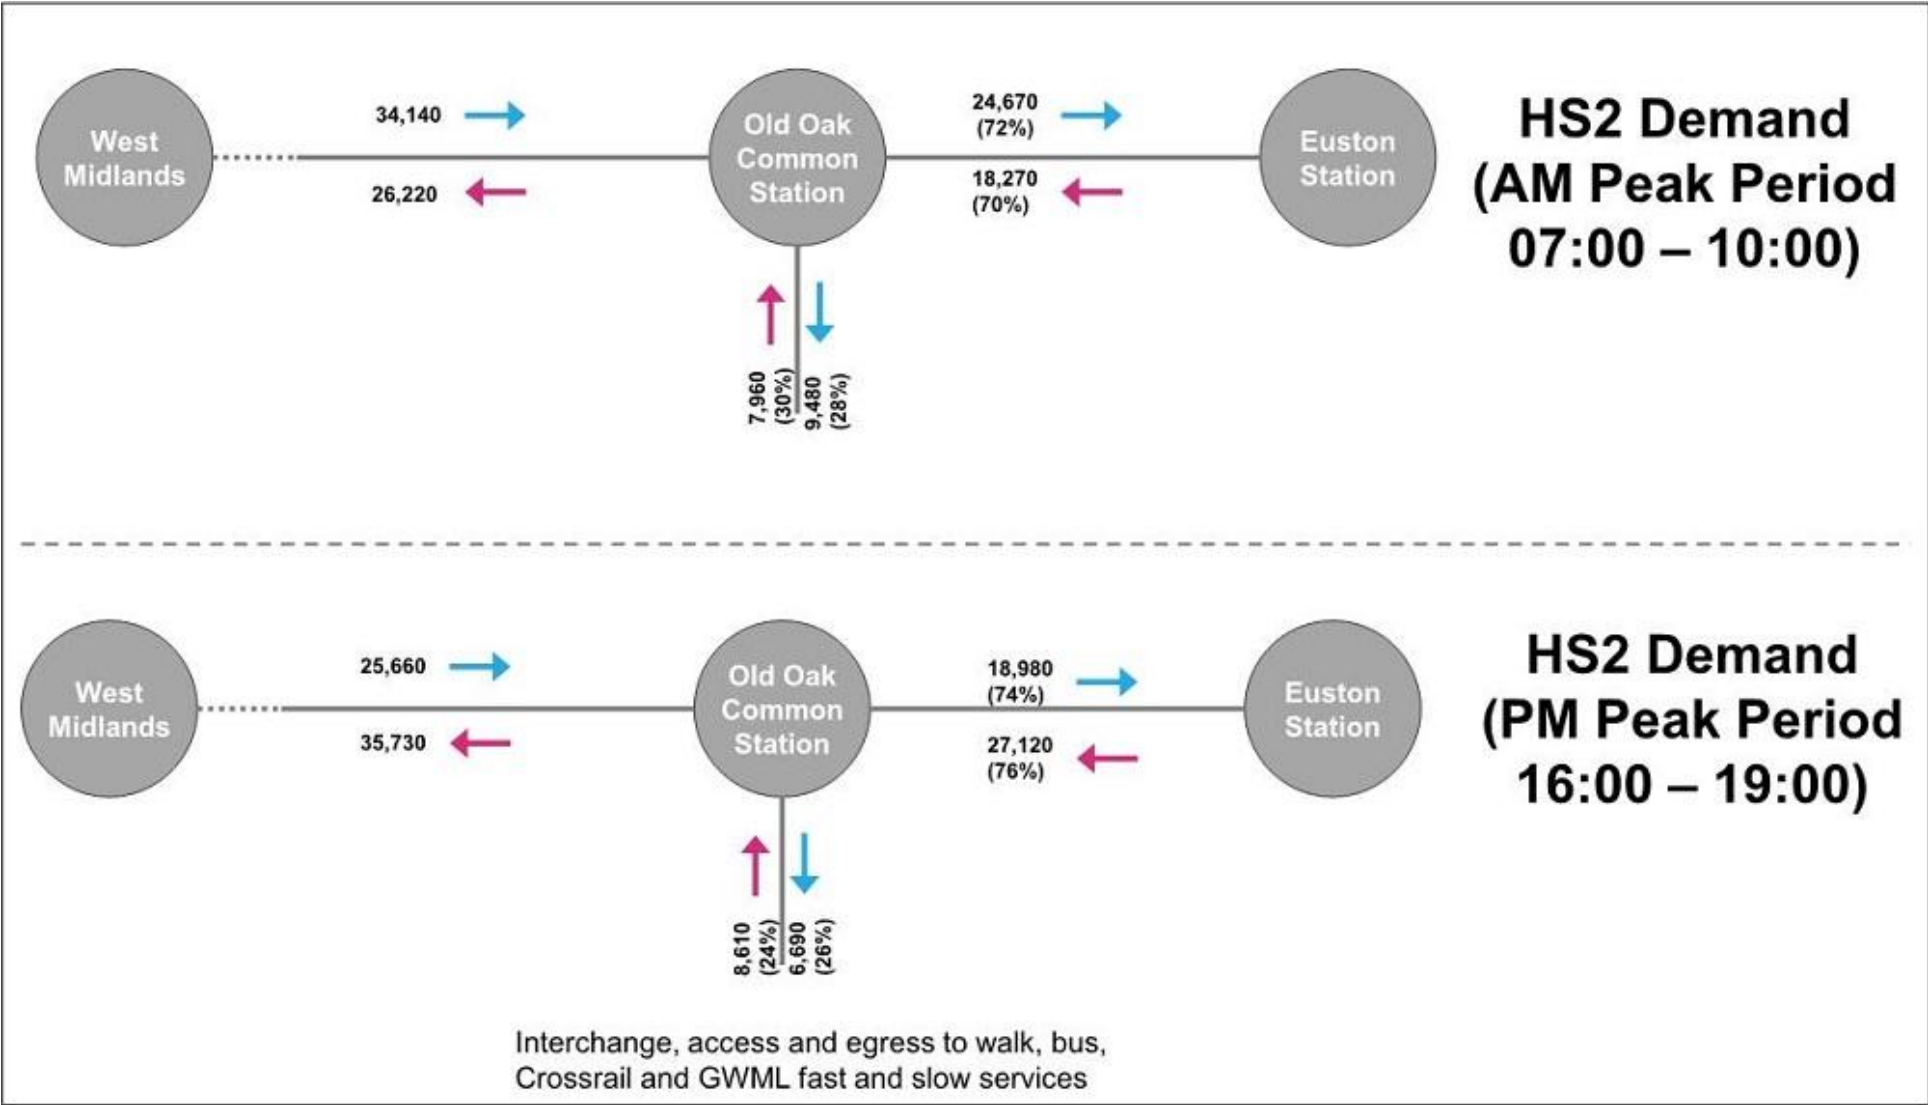 West
Midlands
34,140
26,220
Old Oak
Common
Station
24,670
(72%)
18,270
(70%)
Euston
Station
HS2 Demand
(AM Peak Period
07:00 – 10:00)
7,960
(30%)
9,480
(28%)
West
Midlands
25,660
35,730
Old Oak
Common
Station
18,980
(74%)
27,120
(76%)
Euston
Station
HS2 Demand
(PM Peak Period
16:00 – 19:00)
8,610
(24%)
6,690
(26%)
Interchange, access and egress to walk, bus,
Crossrail and GWML fast and slow services